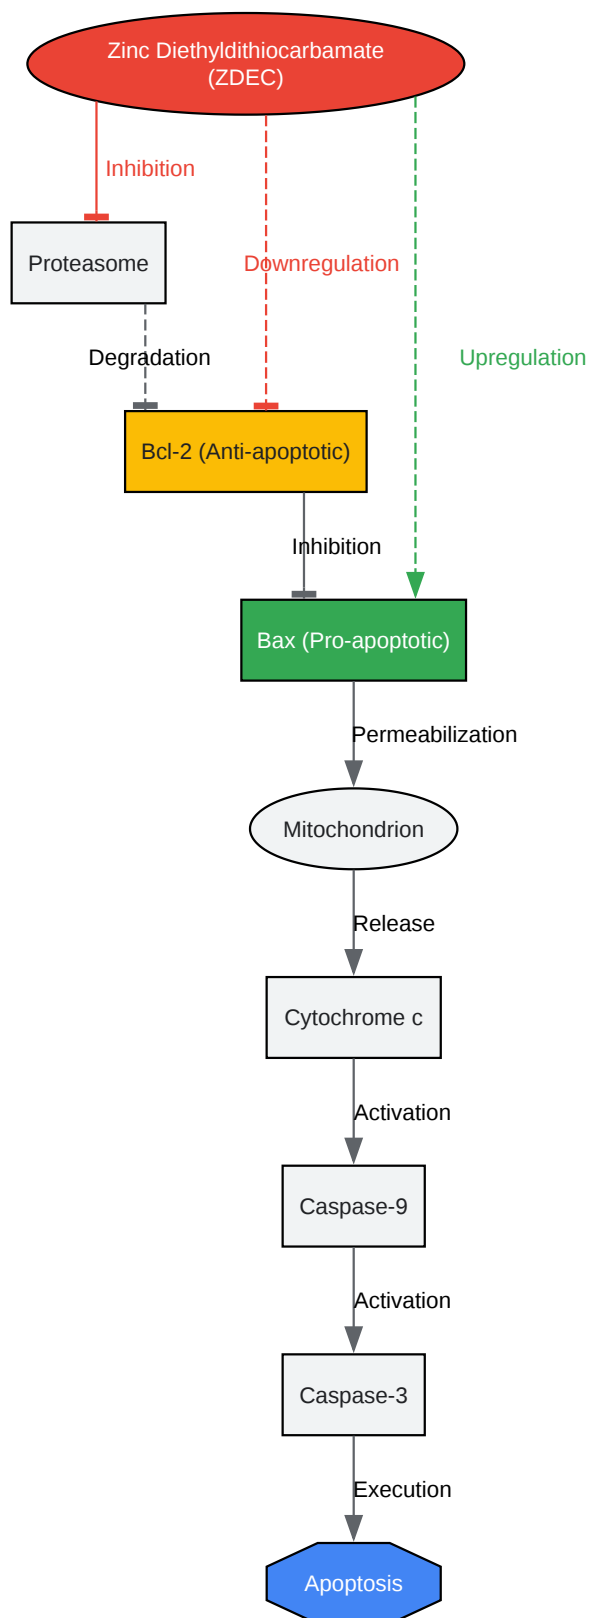 Zinc Diethyldithiocarbamate
(ZDEC)
Inhibition
Proteasome
Downregulation
Degradation
Upregulation
Bcl-2 (Anti-apoptotic)
Inhibition
Bax (Pro-apoptotic)
Permeabilization
Mitochondrion
Release
Cytochrome c
Activation
Caspase-9
Activation
Caspase-3
Execution
Apoptosis